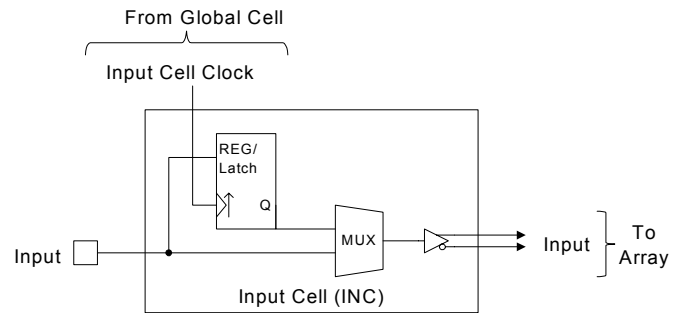 From Global Cell
Input Cell Clock
REG/
Latch
Q
MUX
Input
Input
To
Array
Input Cell (INC)